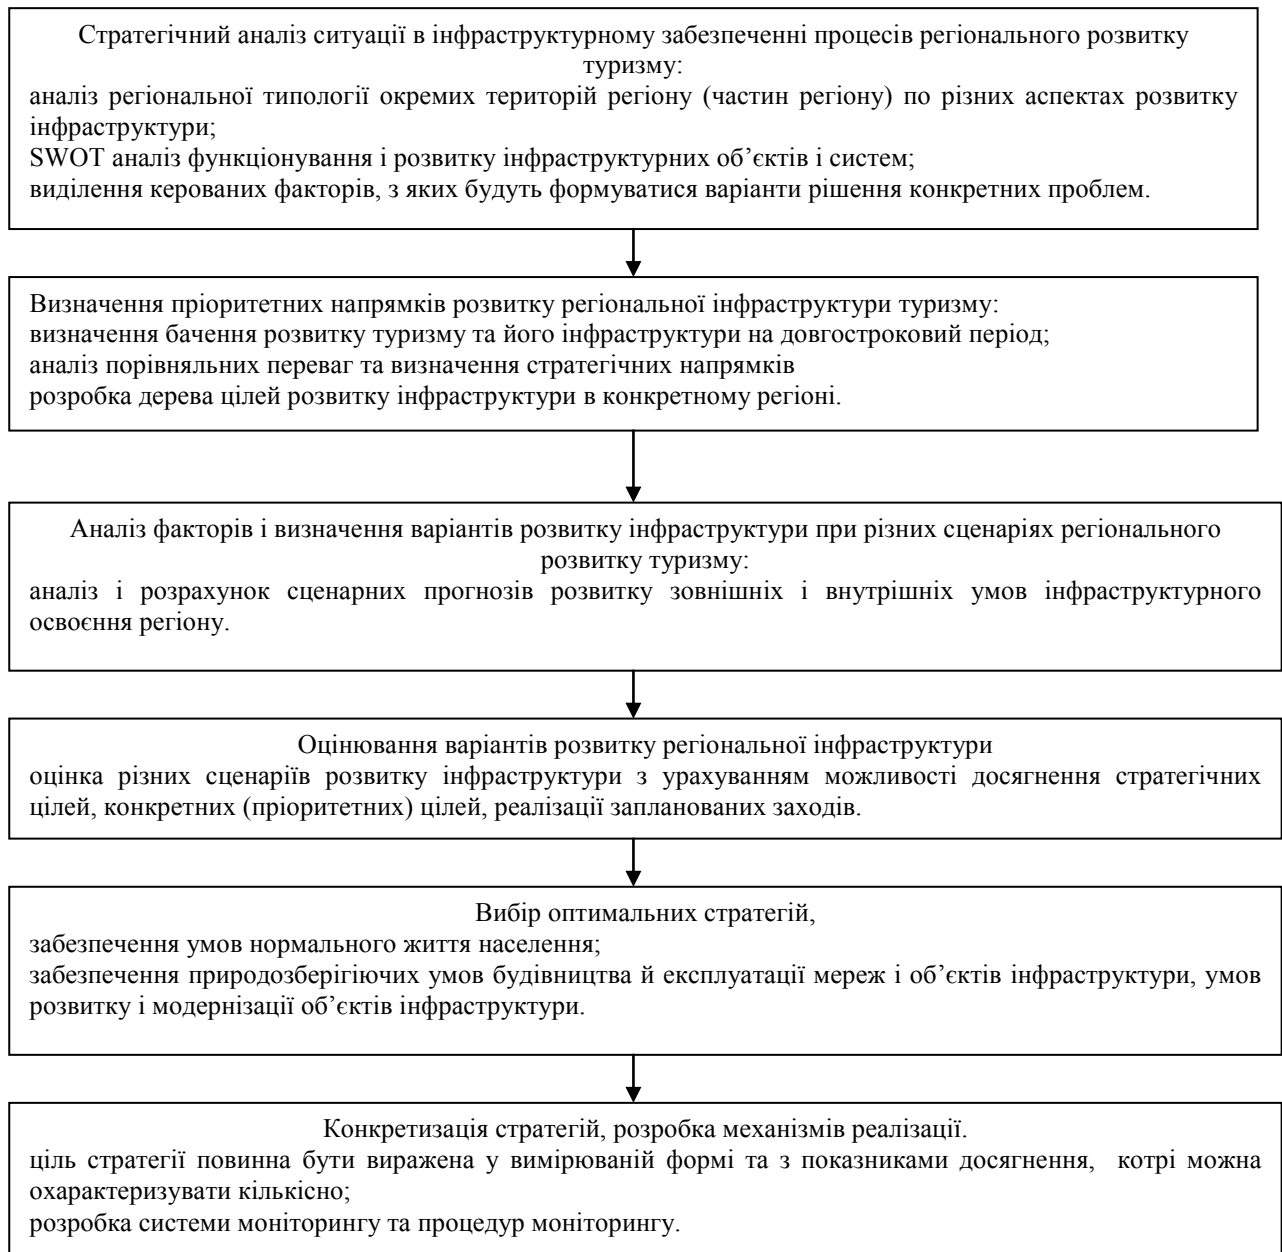 Стратегічний аналіз ситуації в інфраструктурному забезпеченні процесів регіонального розвитку
туризму:
аналіз регіональної типології окремих територій регіону (частин регіону) по різних аспектах розвитку
інфраструктури;
SWOT аналіз функціонування і розвитку інфраструктурних об’єктів і систем;
виділення керованих факторів, з яких будуть формуватися варіанти рішення конкретних проблем.
Визначення пріоритетних напрямків розвитку регіональної інфраструктури туризму:
визначення бачення розвитку туризму та його інфраструктури на довгостроковий період;
аналіз порівняльних переваг та визначення стратегічних напрямків
розробка дерева цілей розвитку інфраструктури в конкретному регіоні.
Аналіз факторів і визначення варіантів розвитку інфраструктури при різних сценаріях регіонального
розвитку туризму:
аналіз і розрахунок сценарних прогнозів розвитку зовнішніх і внутрішніх умов інфраструктурного
освоєння регіону.
Оцінювання варіантів розвитку регіональної інфраструктури
оцінка різних сценаріїв розвитку інфраструктури з урахуванням можливості досягнення стратегічних
цілей, конкретних (пріоритетних) цілей, реалізації запланованих заходів.
Вибір оптимальних стратегій,
забезпечення умов нормального життя населення;
забезпечення природозберігіючих умов будівництва й експлуатації мереж і об’єктів інфраструктури, умов
розвитку і модернізації об’єктів інфраструктури.
Конкретизація стратегій, розробка механізмів реалізації.
ціль стратегії повинна бути виражена у вимірюваній формі та з показниками досягнення, котрі можна
охарактеризувати кількісно;
розробка системи моніторингу та процедур моніторингу.